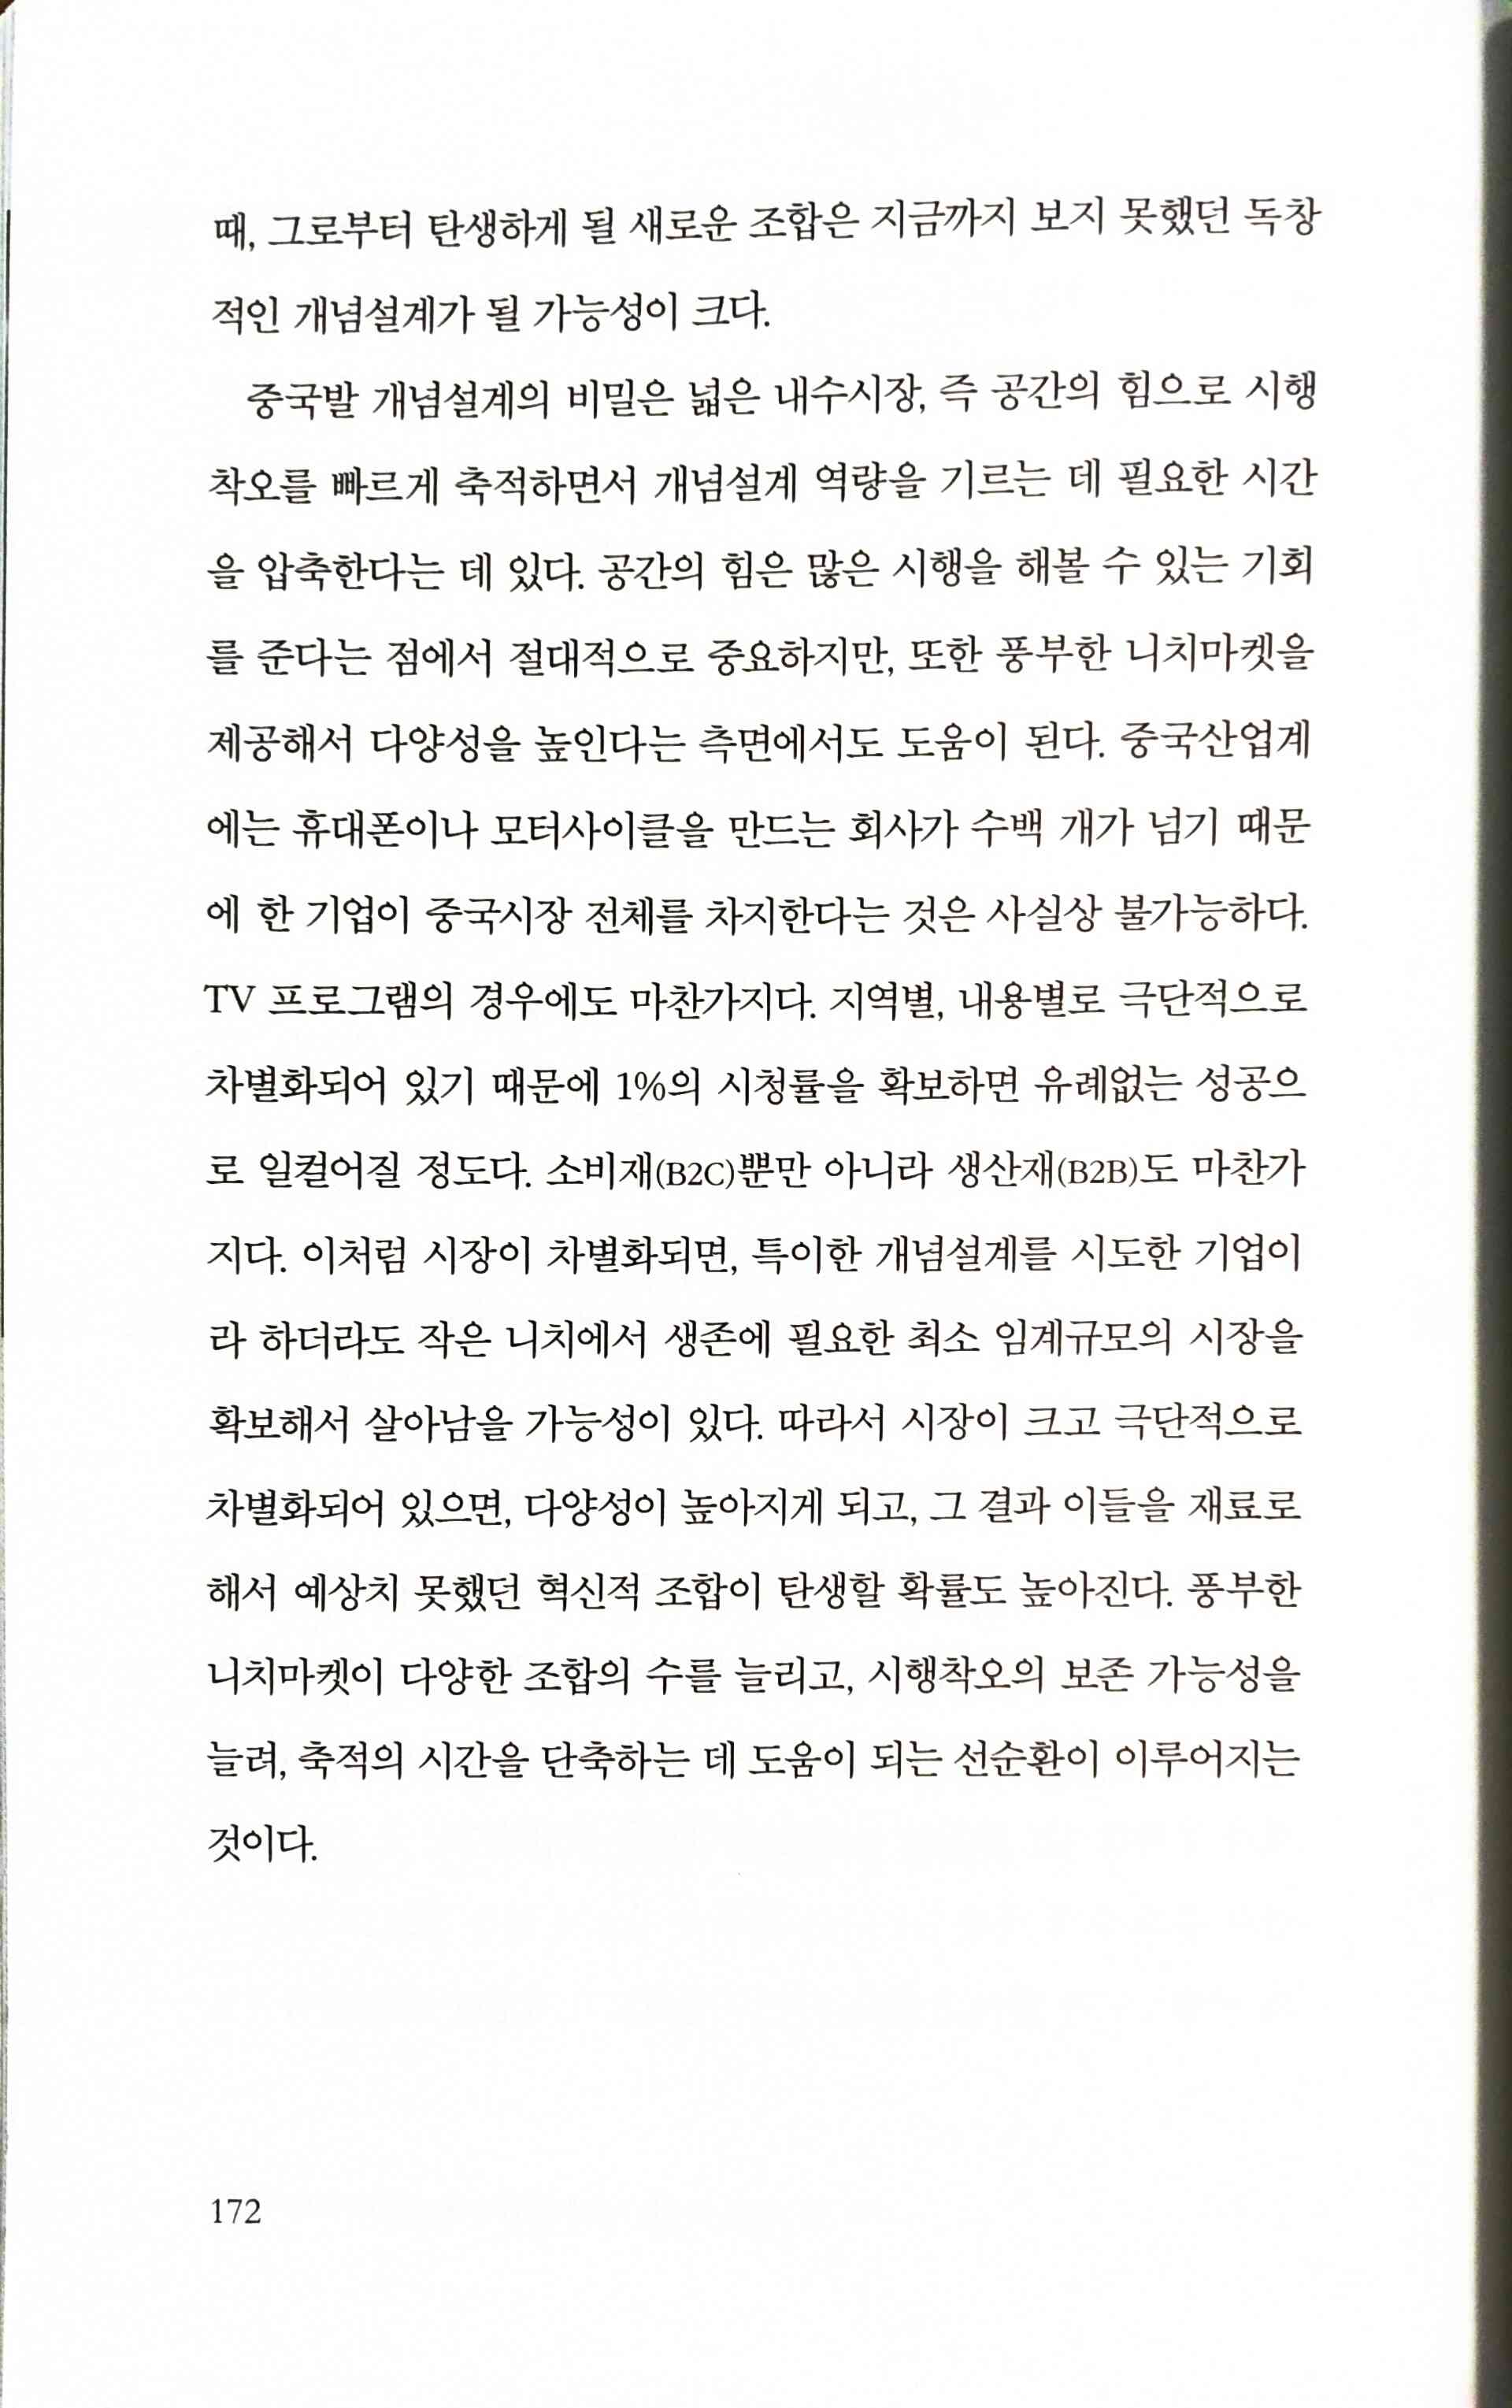 때, 그로부터 탄생하게 될 새로운 조합은 지금까지 보지 못했던 독창
적인 개념설계가 될 가능성이 크다.
중국발 개념설계의 비밀은 넓은 내수시장, 즉 공간의 힘으로 시행
착오를 빠르게 축적하면서 개념설계 역량을 기르는 데 필요한 시간
을 압축한다는 데 있다. 공간의 힘은 많은 시행을 해볼 수 있는 기회
를 준다는 점에서 절대적으로 중요하지만, 또한 풍부한 니치마켓을
제공해서 다양성을 높인다는 측면에서도 도움이 된다. 중국산업계
에는 휴대폰이나 모터사이클을 만드는 회사가 수백 개가 넘기 때문
에 한 기업이 중국시장 전체를 차지한다는 것은 사실상 불가능하다.
TV 프로그램의 경우에도 마찬가지다. 지역별, 내용별로 극단적으로
차별화되어 있기 때문에 1%의 시청률을 확보하면 유례없는 성공으
로 일컬어질 정도다. 소비재(B2C)뿐만 아니라 생산재(B2B)도 마찬가
지다. 이처럼 시장이 차별화되면, 특이한 개념설계를 시도한 기업이
라 하더라도 작은 니치에서 생존에 필요한 최소 임계규모의 시장을
확보해서 살아남을 가능성이 있다. 따라서 시장이 크고 극단적으로
차별화되어 있으면, 다양성이 높아지게 되고, 그 결과 이들을 재료로
해서 예상치 못했던 혁신적 조합이 탄생할 확률도 높아진다. 풍부한
니치마켓이 다양한 조합의 수를 늘리고, 시행착오의 보존 가능성을
늘려, 축적의 시간을 단축하는 데 도움이 되는 선순환이 이루어지는
것이다.
172